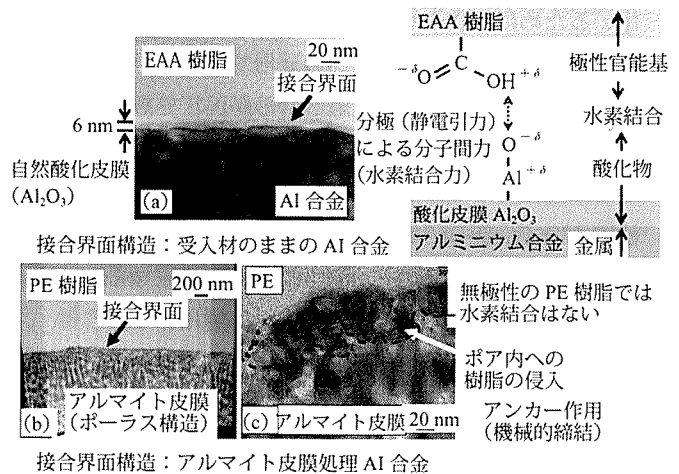 EAA 樹脂
20 nm
接合界面
6 nm
自然酸化皮膜
(Al₂O₃)
(a)
Al 合金
EAA 樹脂
C
⁻ᵟO
OH⁺ᵟ
分極（静電引力）
による分子間力
（水素結合力）
O⁻ᵟ
Al⁺ᵟ
酸化皮膜 Al₂O₃
アルミニウム合金
極性官能基
水素結合
酸化物
金属
接合界面構造：受入材のままの AI 合金
PE 樹脂
200 nm
接合界面
アルマイト皮膜
(b)
（ポーラス構造）
PE
(c)
アルマイト皮膜
20 nm
無極性の PE 樹脂では
水素結合はない
ポア内への
樹脂の侵入
アンカー作用
（機械的締結）
接合界面構造：アルマイト皮膜処理 AI 合金